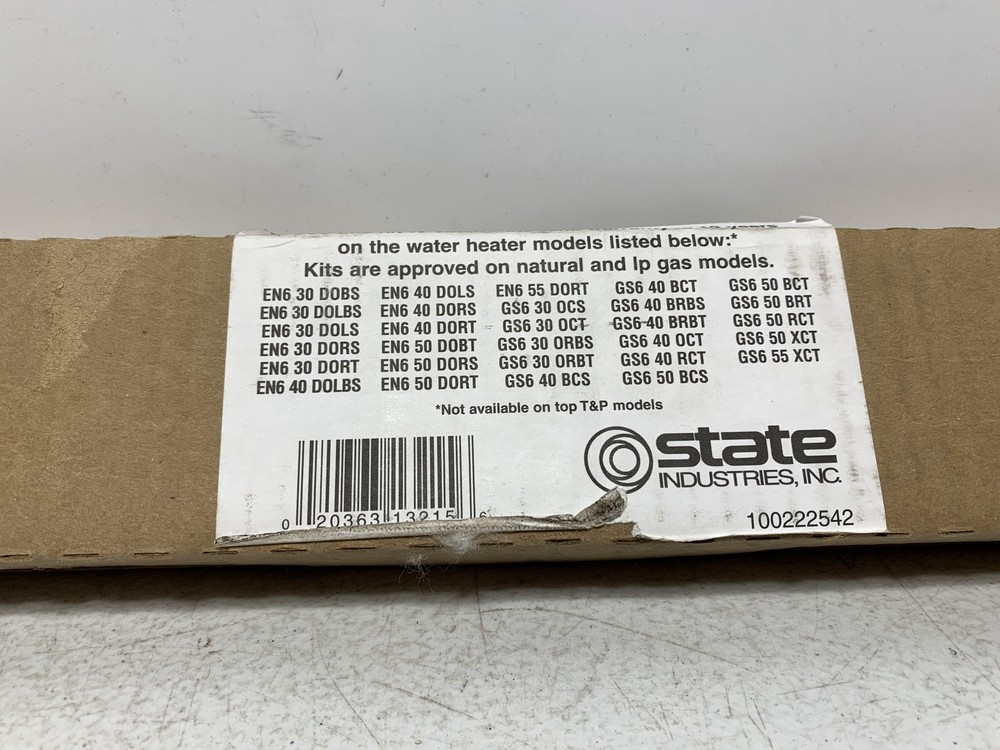 on the water heater models listed below:*
Kits are approved on natural and lp gas models.
EN6 30 DOBS EN6 40 DOLS EN6 55 DORT GS6 40 BCT GS6 50 BCT
EN6 30 DOLBS EN6 40 DORS GS6 30 OCS GS6 40 BRBS GS6 50 BRT
EN6 30 DOLS EN6 40 DORT GS6 30 OCT GS6 40 BRBT GS6 50 RCT
EN6 30 DORS EN6 50 DOBT GS6 30 ORBS GS6 40 OCT GS6 50 XCT
EN6 30 DORT EN6 50 DORS GS6 30 ORBT GS6 40 RCT GS6 55 XCT
EN6 40 DOLBS EN6 50 DORT GS6 40 BCS GS6 50 BCS
*Not available on top T&P models
state
INDUSTRIES, INC.
0 20363 13215 6
100222542